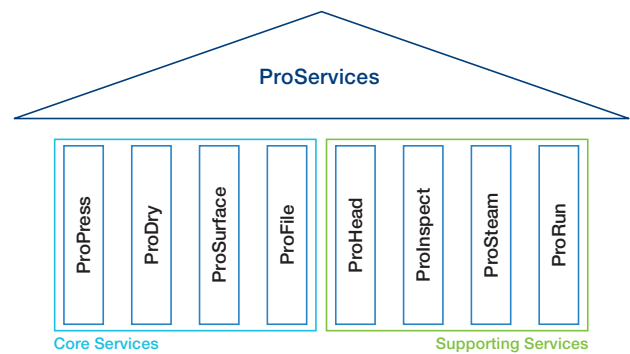 ProServices
ProPress
ProDry
ProSurface
ProFile
ProHead
ProInspect
ProSteam
ProRun
Core Services
Supporting Services